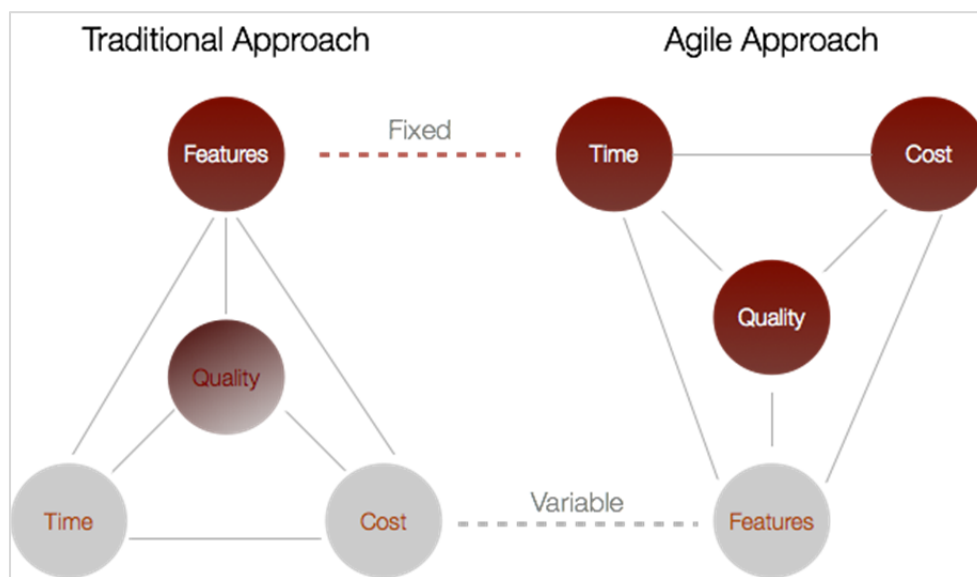 Traditional Approach
Agile Approach
Features
Fixed
Time
Cost
Quality
Quality
Time
Cost
Variable
Features